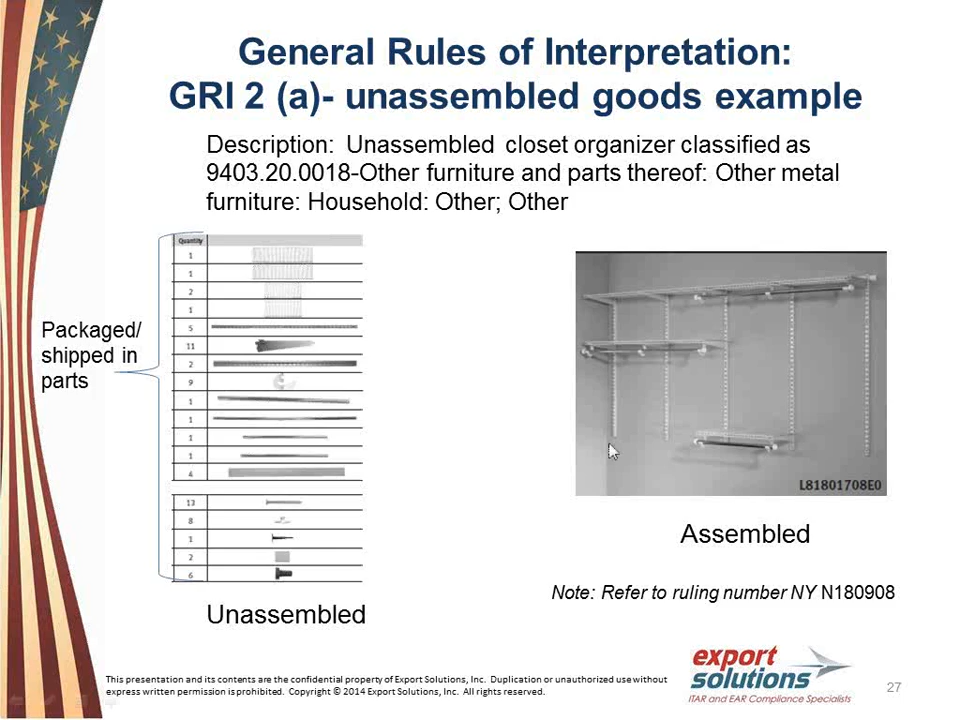 General Rules of Interpretation:
GRI 2 (a)- unassembled goods example
Description: Unassembled closet organizer classified as
9403.20.0018-Other furniture and parts thereof: Other metal
furniture: Household: Other; Other
Packaged/
shipped in
parts
Quantity
1
1
2
1
5
11
2
9
1
1
1
1
4
13
8
1
2
6
Unassembled
L81801708E0
Assembled
Note: Refer to ruling number NY N180908
This presentation and its contents are the confidential property of Export Solutions, Inc. Duplication or unauthorized use without
express written permission is prohibited. Copyright © 2014 Export Solutions, Inc. All rights reserved.
export
solutions
ITAR and EAR Compliance Specialists
27